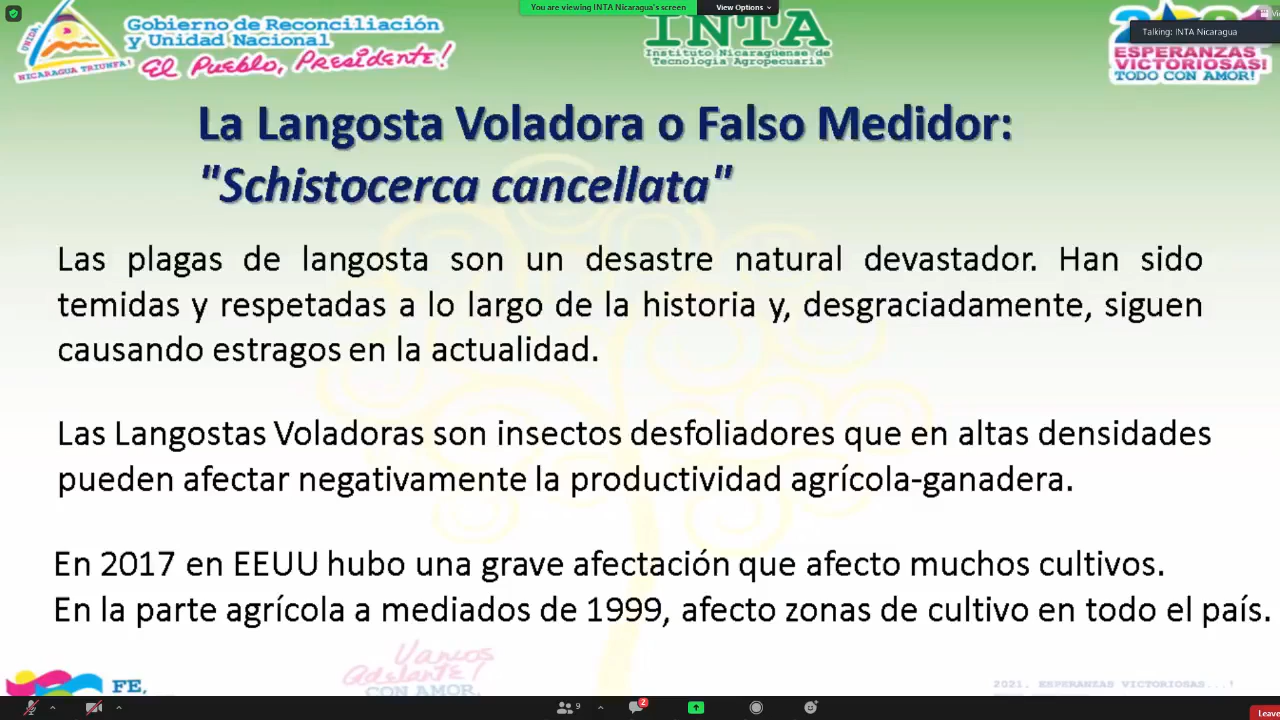 You are viewing INTA Nicaragua's screen
View Options
Talking: INTA Nicaragua
Gobierno de Reconciliación
y Unidad Nacional
El Pueblo, Presidente!
UNIDA
NICARAGUA TRIUNFA!
INTA
Instituto Nicaragüense de
Tecnología Agropecuaria
ESPERANZAS
VICTORIOSAS!
TODO CON AMOR!
La Langosta Voladora o Falso Medidor:
"Schistocerca cancellata"
Las plagas de langosta son un desastre natural devastador. Han sido
temidas y respetadas a lo largo de la historia y, desgraciadamente, siguen
causando estragos en la actualidad.
Las Langostas Voladoras son insectos desfoliadores que en altas densidades
pueden afectar negativamente la productividad agrícola-ganadera.
En 2017 en EEUU hubo una grave afectación que afecto muchos cultivos.
En la parte agrícola a mediados de 1999, afecto zonas de cultivo en todo el país.
Vamos
Adelante!
CON AMOR,
FE,
2021, ESPERANZAS VICTORIOSAS...!
9
2
Leave